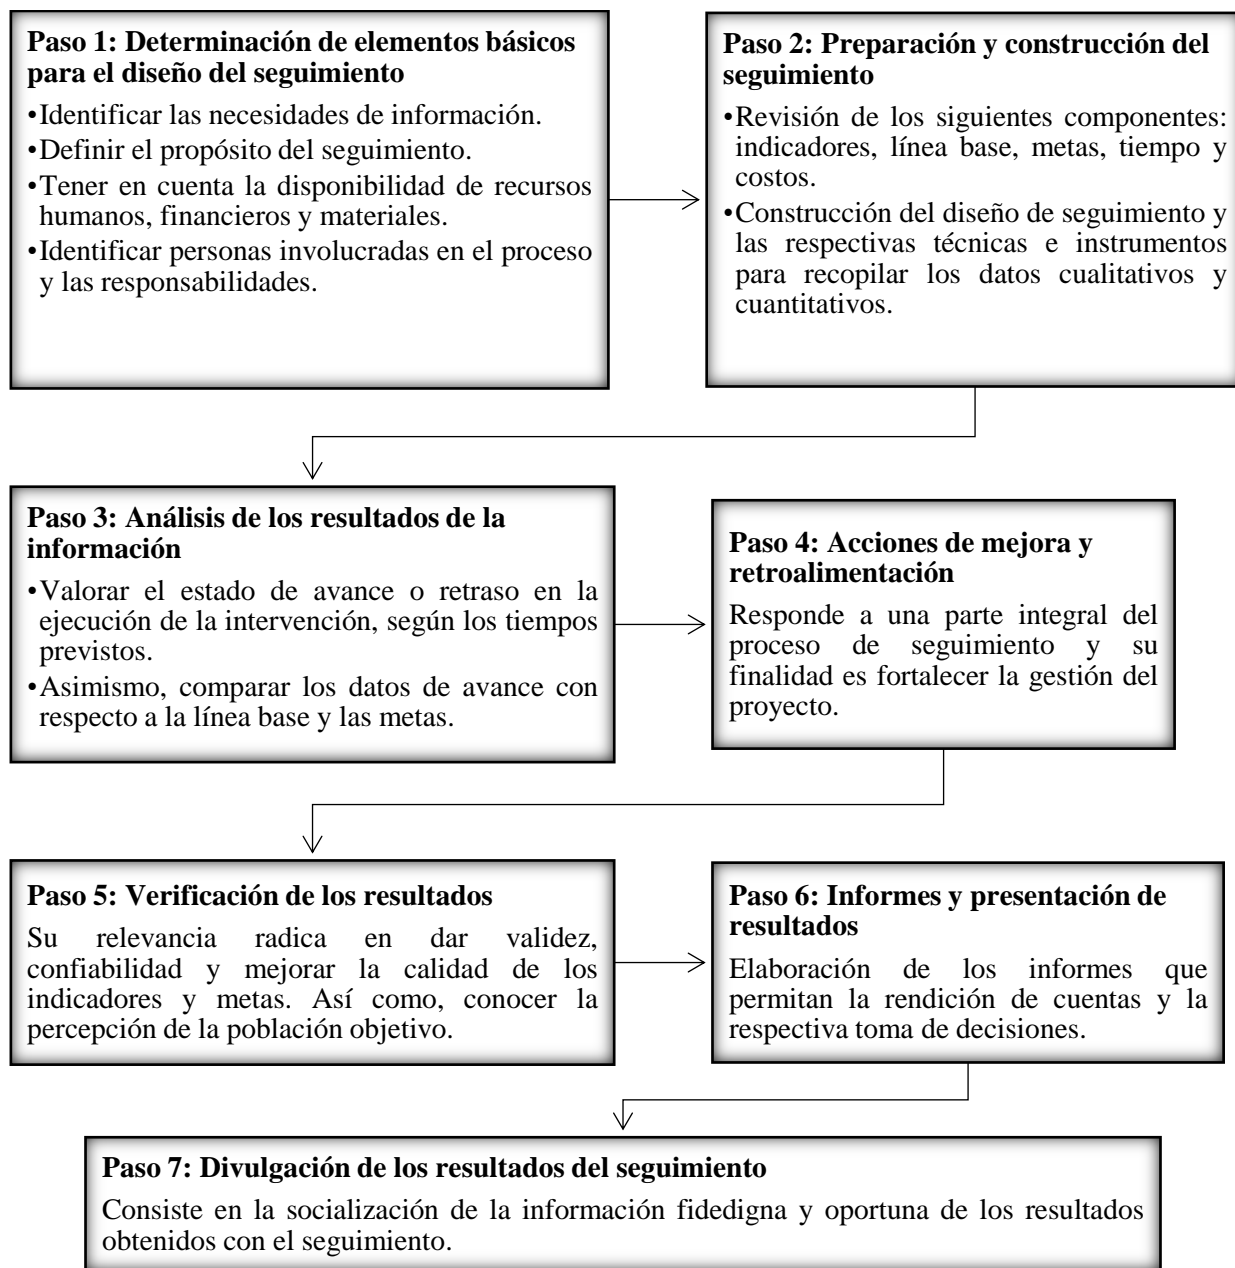 Paso 1: Determinación de elementos básicos
para el diseño del seguimiento
•Identificar las necesidades de información.
•Definir el propósito del seguimiento.
•Tener en cuenta la disponibilidad de recursos
humanos, financieros y materiales.
•Identificar personas involucradas en el proceso
y las responsabilidades.
Paso 2: Preparación y construcción del
seguimiento
•Revisión de los siguientes componentes:
indicadores, línea base, metas, tiempo y
costos.
•Construcción del diseño de seguimiento y
las respectivas técnicas e instrumentos
para recopilar los datos cualitativos y
cuantitativos.
Paso 3: Análisis de los resultados de la
información
•Valorar el estado de avance o retraso en la
ejecución de la intervención, según los tiempos
previstos.
•Asimismo, comparar los datos de avance con
respecto a la línea base y las metas.
Paso 4: Acciones de mejora y
retroalimentación
Responde a una parte integral del
proceso de seguimiento y su
finalidad es fortalecer la gestión del
proyecto.
Paso 5: Verificación de los resultados
Su relevancia radica en dar validez,
confiabilidad y mejorar la calidad de los
indicadores y metas. Así como, conocer la
percepción de la población objetivo.
Paso 6: Informes y presentación de
resultados
Elaboración de los informes que
permitan la rendición de cuentas y la
respectiva toma de decisiones.
Paso 7: Divulgación de los resultados del seguimiento
Consiste en la socialización de la información fidedigna y oportuna de los resultados
obtenidos con el seguimiento.